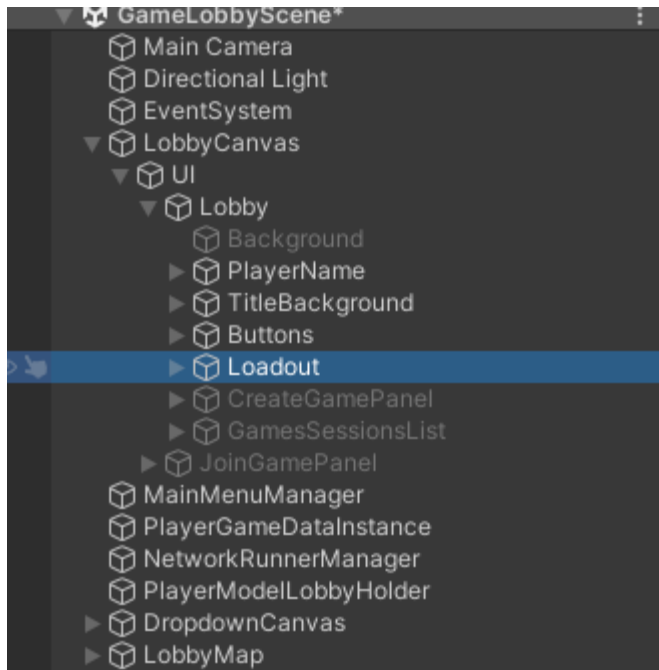 GameLobbyScene*
Main Camera
Directional Light
EventSystem
LobbyCanvas
UI
Lobby
Background
PlayerName
TitleBackground
Buttons
Loadout
CreateGamePanel
GamesSessionsList
JoinGamePanel
MainMenuManager
PlayerGameDataInstance
NetworkRunnerManager
PlayerModelLobbyHolder
DropdownCanvas
LobbyMap